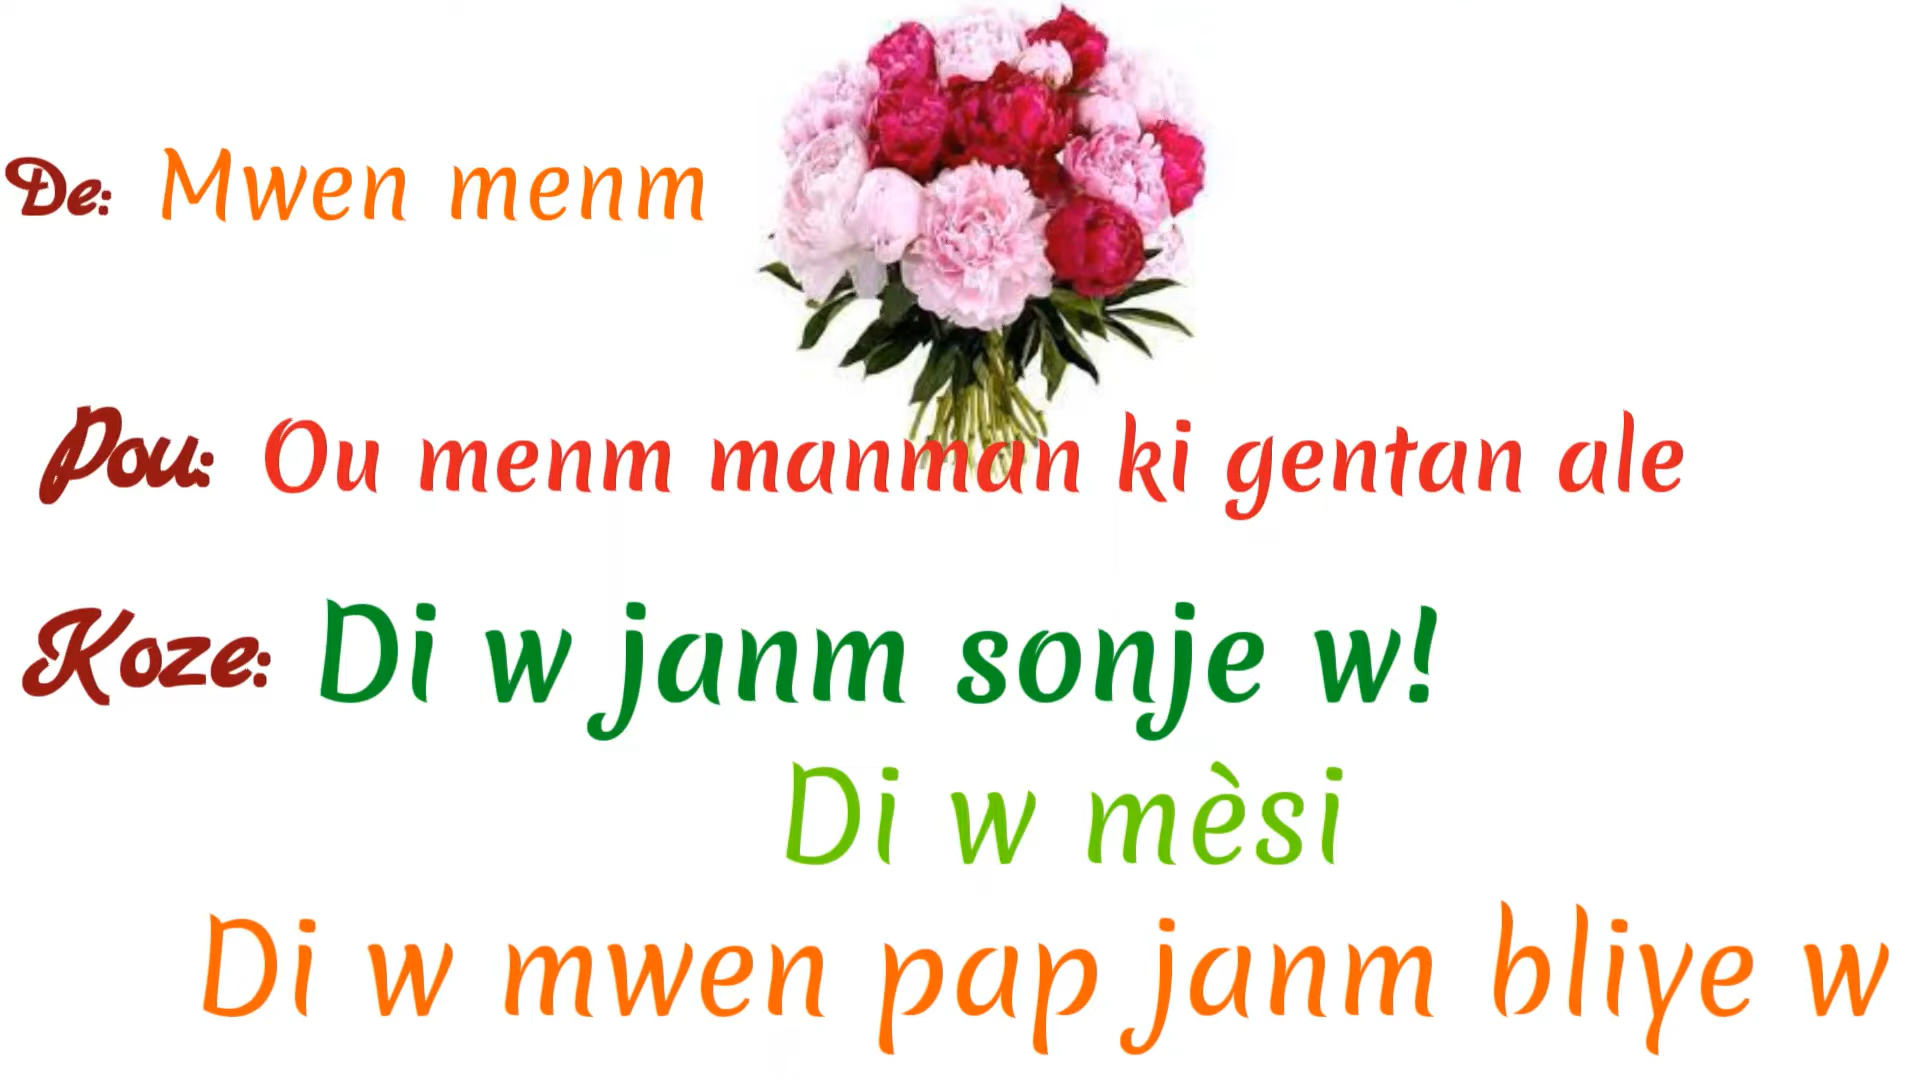 De: Mwen menm
Pou: Ou menm manman ki gentan ale
Koze: Di w janm sonje w!
Di w mèsi
Di w mwen pap janm bliye w